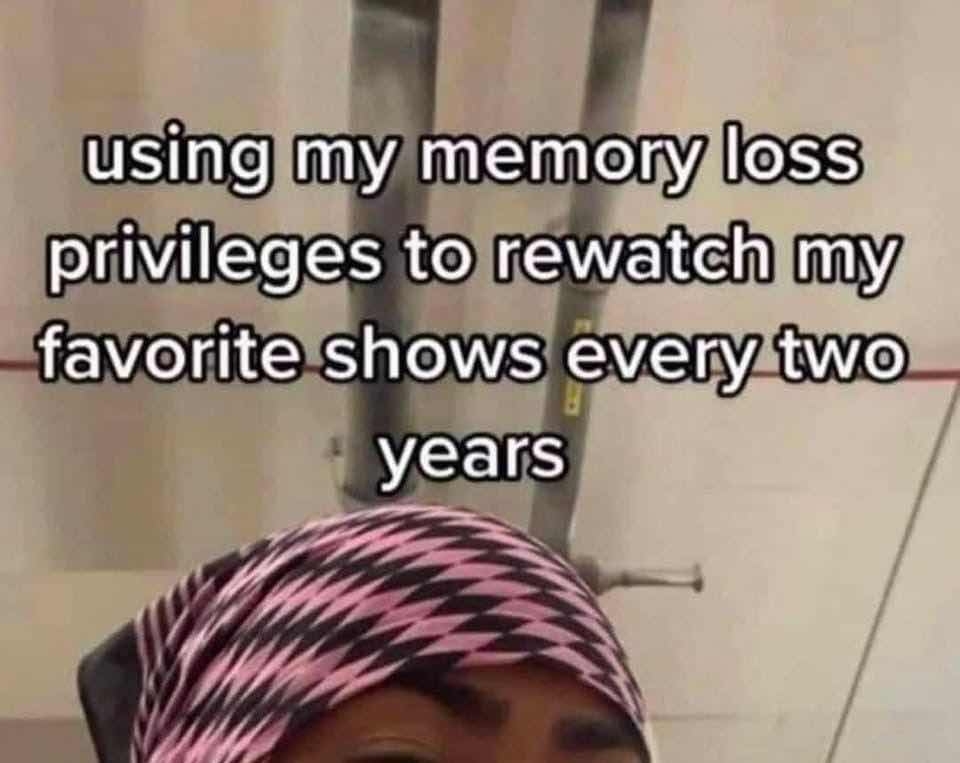 using my memory loss
privileges to rewatch my
favorite shows every two
years